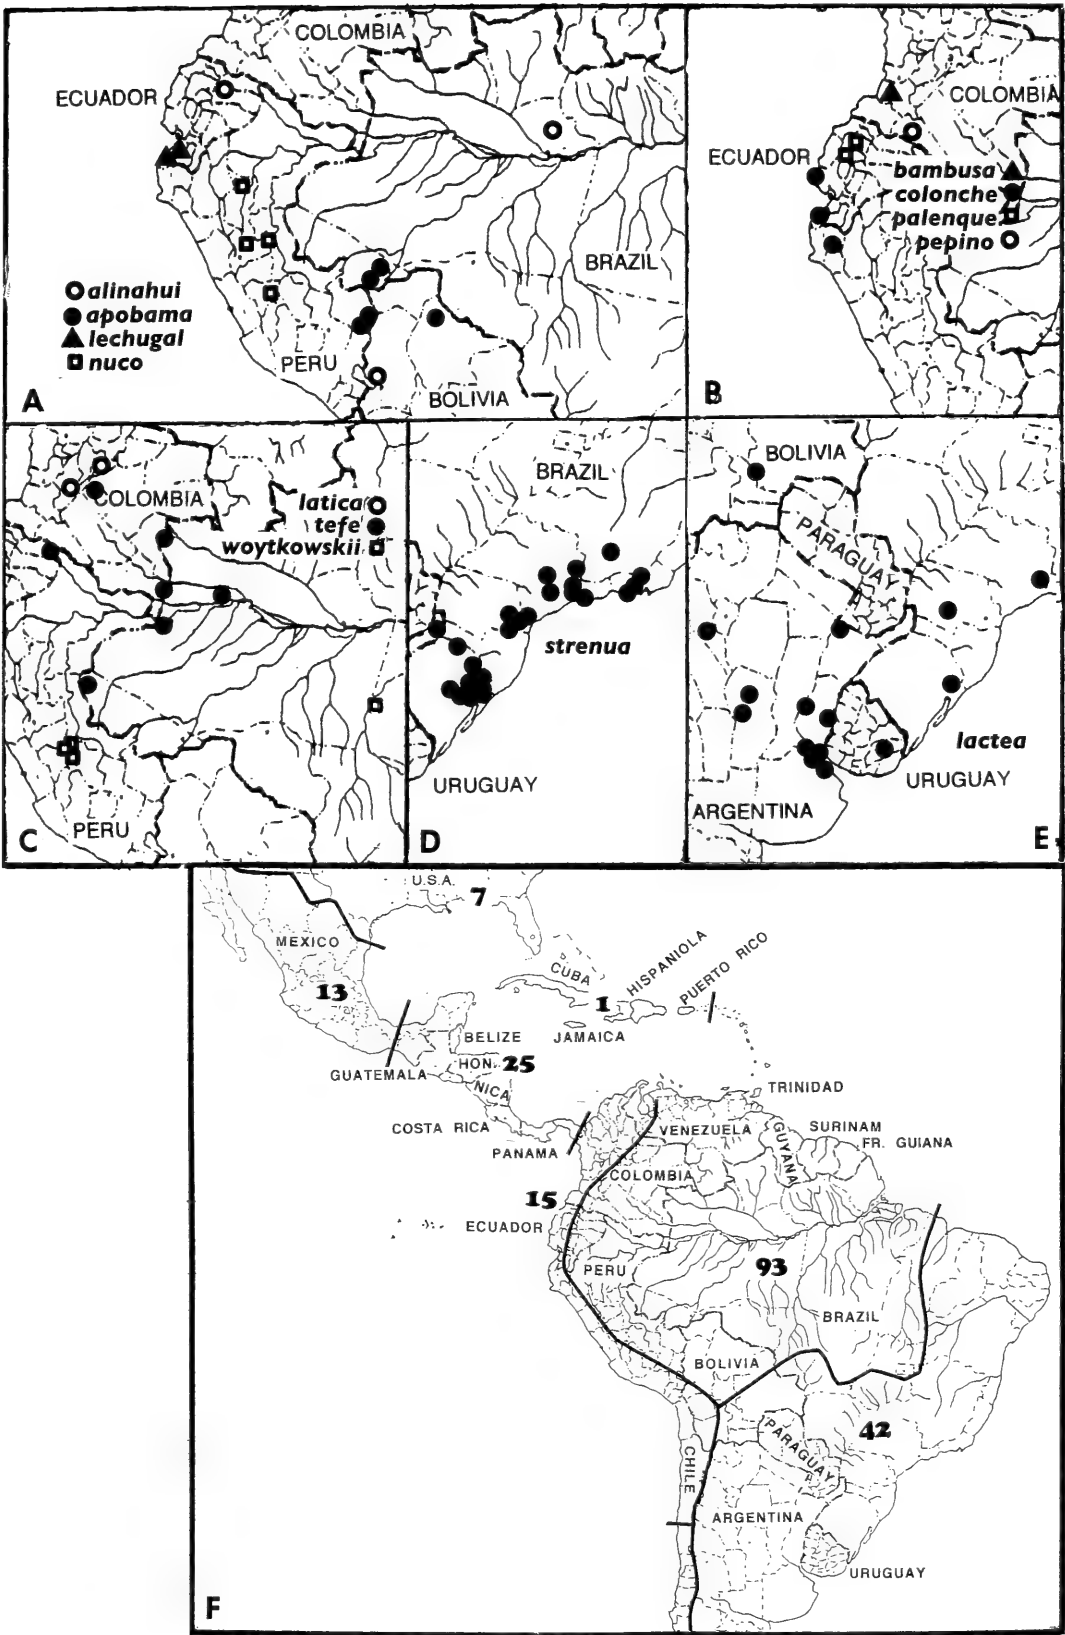 COLOMBIA
ECUADOR
BRAZIL
alinahui
apobama
lechugal
nuco
PERU
BOLIVIA
A
COLOMBIA
ECUADOR
bambusa
colonche
palenque
pepino
B
COLOMBIA
latica
tefe
woytkowskii
PERU
C
BRAZIL
strenua
URUGUAY
D
BOLIVIA
PARAGUAY
lactea
URUGUAY
ARGENTINA
E
U.S.A.
7
MEXICO
13
CUBA
HISPANIOLA
PUERTO RICO
1
BELIZE
JAMAICA
HON.
25
GUATEMALA
NICA
TRINIDAD
COSTA RICA
VENEZUELA
GUYANA
SURINAM
FR. GUIANA
PANAMA
COLOMBIA
15
ECUADOR
PERU
93
BRAZIL
BOLIVIA
PARAGUAY
42
CHILE
ARGENTINA
URUGUAY
F